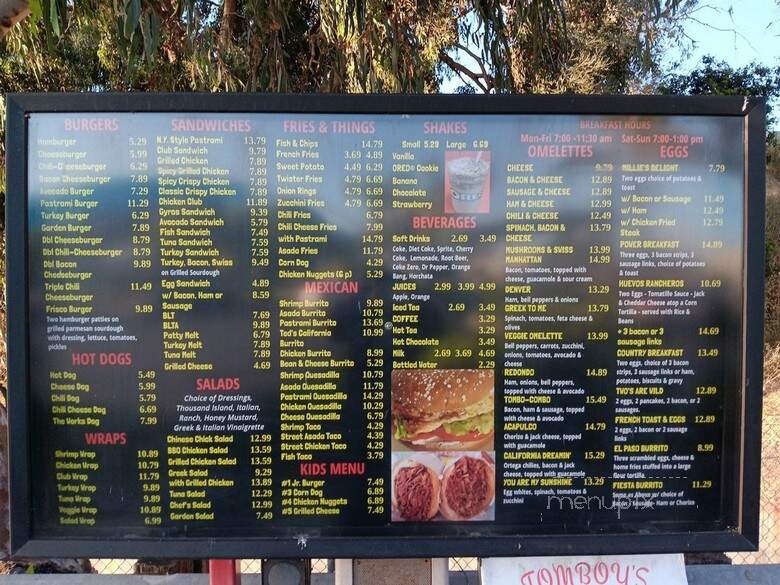 BURGERS
Hamburger 5.29
Cheeseburger 5.99
Chili-Cheeseburger 6.29
Bacon Cheeseburger 7.89
Avocado Burger 7.29
Pastrami Burger 11.29
Turkey Burger 6.29
Garden Burger 7.89
Dbl Cheeseburger 7.89
Dbl Chili-Cheeseburger 8.79
Dbl Bacon 9.89
Cheeseburger
Triple Chili 11.49
Cheeseburger
Frisco Burger 9.89
Two hamburger patties on
grilled parmesan sourdough
with dressing, lettuce, tomatoes,
pickles
HOT DOGS
Hot Dog 5.49
Cheese Dog 5.99
Chili Dog 5.79
Chili Cheese Dog 6.69
The Works Dog 7.99
WRAPS
Shrimp Wrap 10.89
Chicken Wrap 10.79
Club Wrap 11.79
Turkey Wrap 9.89
Tuna Wrap 9.89
Veggie Wrap 10.89
Salad Wrap 6.99
SANDWICHES
N.Y. Style Pastrami 13.79
Club Sandwich 9.79
Grilled Chicken 7.89
Spicy Grilled Chicken 7.89
Spicy Crispy Chicken 7.89
Classic Crispy Chicken 7.89
Chicken Club 11.89
Gyros Sandwich 9.39
Avocado Sandwich 5.79
Fish Sandwich 7.49
Tuna Sandwich 7.59
Turkey Sandwich 7.59
Turkey, Bacon, Swiss 9.49
on Grilled Sourdough
Egg Sandwich 4.89
w/ Bacon, Ham or 8.59
Sausage
BLT 7.69
BLTA 9.89
Patty Melt 6.79
Turkey Melt 7.89
Tuna Melt 7.89
Grilled Cheese 4.69
SALADS
Choice of Dressings,
Thousand Island, Italian,
Ranch, Honey Mustard,
Greek & Italian Vinaigrette
Chinese Chick Salad 12.99
BBQ Chicken Salad 13.59
Grilled Chicken Salad 13.59
Greek Salad 9.29
with Grilled Chicken 13.89
Tuna Salad 12.29
Chef's Salad 12.99
Garden Salad 7.49
FRIES & THINGS
Fish & Chips 14.79
French Fries 3.69 4.89
Sweet Potato 4.49 6.29
Twister Fries 4.49 6.69
Onion Rings 4.79 6.69
Zucchini Fries 4.79 6.69
Chili Fries 6.79
Chili Cheese Fries 7.99
with Pastrami 14.79
Asada Fries 11.79
Corn Dog 4.29
Chicken Nuggets (6 p) 5.29
MEXICAN
Shrimp Burrito 9.89
Asada Burrito 10.79
Pastrami Burrito 13.69
Tad's California 10.99
Burrito
Chicken Burrito 8.99
Bean & Cheese Burrito 5.29
Shrimp Quesadilla 10.79
Asada Quesadilla 11.79
Pastrami Quesadilla 14.29
Chicken Quesadilla 10.29
Cheese Quesadilla 6.79
Shrimp Taco 4.29
Street Asada Taco 4.39
Street Chicken Taco 4.29
Fish Taco 3.79
KIDS MENU
#1 Jr. Burger 7.49
#3 Corn Dog 6.89
#4 Chicken Nuggets 6.89
#5 Grilled Cheese 7.49
SHAKES
Small 5.29 Large 6.69
Vanilla
OREO® Cookie
Banana
Chocolate
Strawberry
BEVERAGES
Soft Drinks 2.69 3.49
Coke, Diet Coke, Sprite, Cherry
Coke, Lemonade, Root Beer,
Coke Zero, Dr Pepper, Orange
Bang, Horchata
JUICES 2.99 3.99 4.99
Apple, Orange
Iced Tea 2.69 3.49
COFFEE 3.29
Hot Tea 3.29
Hot Chocolate 3.49
Milk 2.69 3.69 4.69
Bottled Water 2.29
BREAKFAST HOURS
Mon-Fri 7:00 -11:30 am Sat-Sun 7:00-1:00 pm
OMELETTES
CHEESE 9.79
BACON & CHEESE 12.89
SAUSAGE & CHEESE 12.89
HAM & CHEESE 12.99
CHILI & CHEESE 12.49
SPINACH, BACON & 13.79
CHEESE
MUSHROOMS & SWISS 13.99
MANHATTAN 14.99
Bacon, tomatoes, topped with
cheese, guacamole & sour cream
DENVER 13.29
Ham, bell peppers & onions
GREEK TO ME 13.79
Spinach, tomatoes, feta cheese &
olives
VEGGIE OMELETTE 13.99
Bell peppers, carrots, zucchini,
onions, tomatoes, avocado &
cheese
REDONDO 14.89
Ham, onions, bell peppers,
topped with cheese & avocado
TOMBO-COMBO 15.49
Bacon, ham & sausage, topped
with cheese & avocado
ACAPULCO 14.79
Chorizo & jack cheese, topped
with guacamole
CALIFORNIA DREAMIN' 15.29
Ortega chilies, bacon & jack
cheese, topped with guacamole
YOU ARE MY SUNSHINE 13.29
Egg whites, spinach, tomatoes &
zucchini
EGGS
MILLIE'S DELIGHT 7.79
Two eggs choice of potatoes &
toast
w/ Bacon or Sausage 11.49
w/ Ham 12.49
w/ Chicken Fried 12.79
Steak
POWER BREAKFAST 14.89
Three eggs, 3 bacon strips, 3
sausage links, choice of potatoes
& toast
HUEVOS RANCHEROS 10.69
Two Eggs - Tomatillo Sauce - Jack
& Cheddar Cheese atop a Corn
Tortilla - served with Rice &
Beans
+ 3 bacon or 3 14.69
sausage links
COUNTRY BREAKFAST 13.49
Two eggs, choice of 3 bacon
strips, 3 sausage links or ham,
potatoes, biscuits & gravy
TWO'S ARE WILD 12.89
2 eggs, 2 pancakes, 2 bacon, or 2
sausages.
FRENCH TOAST & EGGS 12.89
2 eggs, 2 bacon or 2 sausage
links
EL PASO BURRITO 8.99
Three scrambled eggs, cheese &
home fries stuffed into a large
flour tortilla.
FIESTA BURRITO 11.29
Same as Above w/ choice of
Bacon, Sausage, Ham or Chorizo
menupix
TOMBOY'S